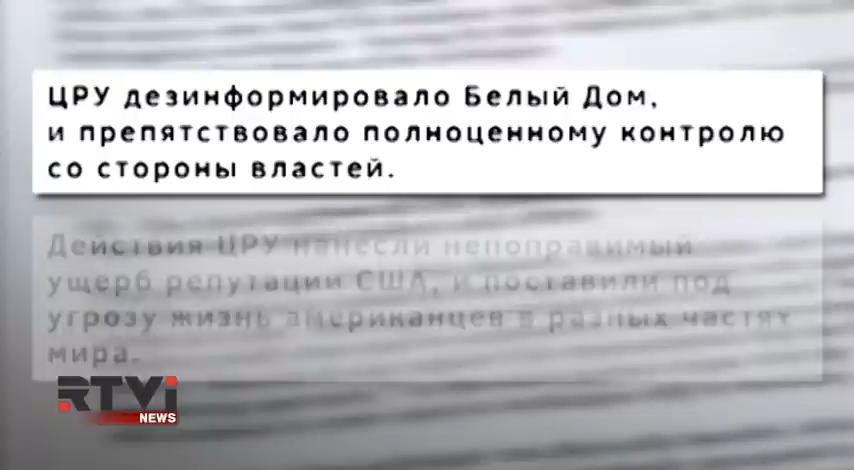 ЦРУ дезинформировало Белый Дом,
и препятствовало полноценному контролю
со стороны властей.
Действия ЦРУ нанесли непоправимый
ущерб репутации США, и поставили под
угрозу жизнь американцев в разных частях
мира.
RTVi
NEWS